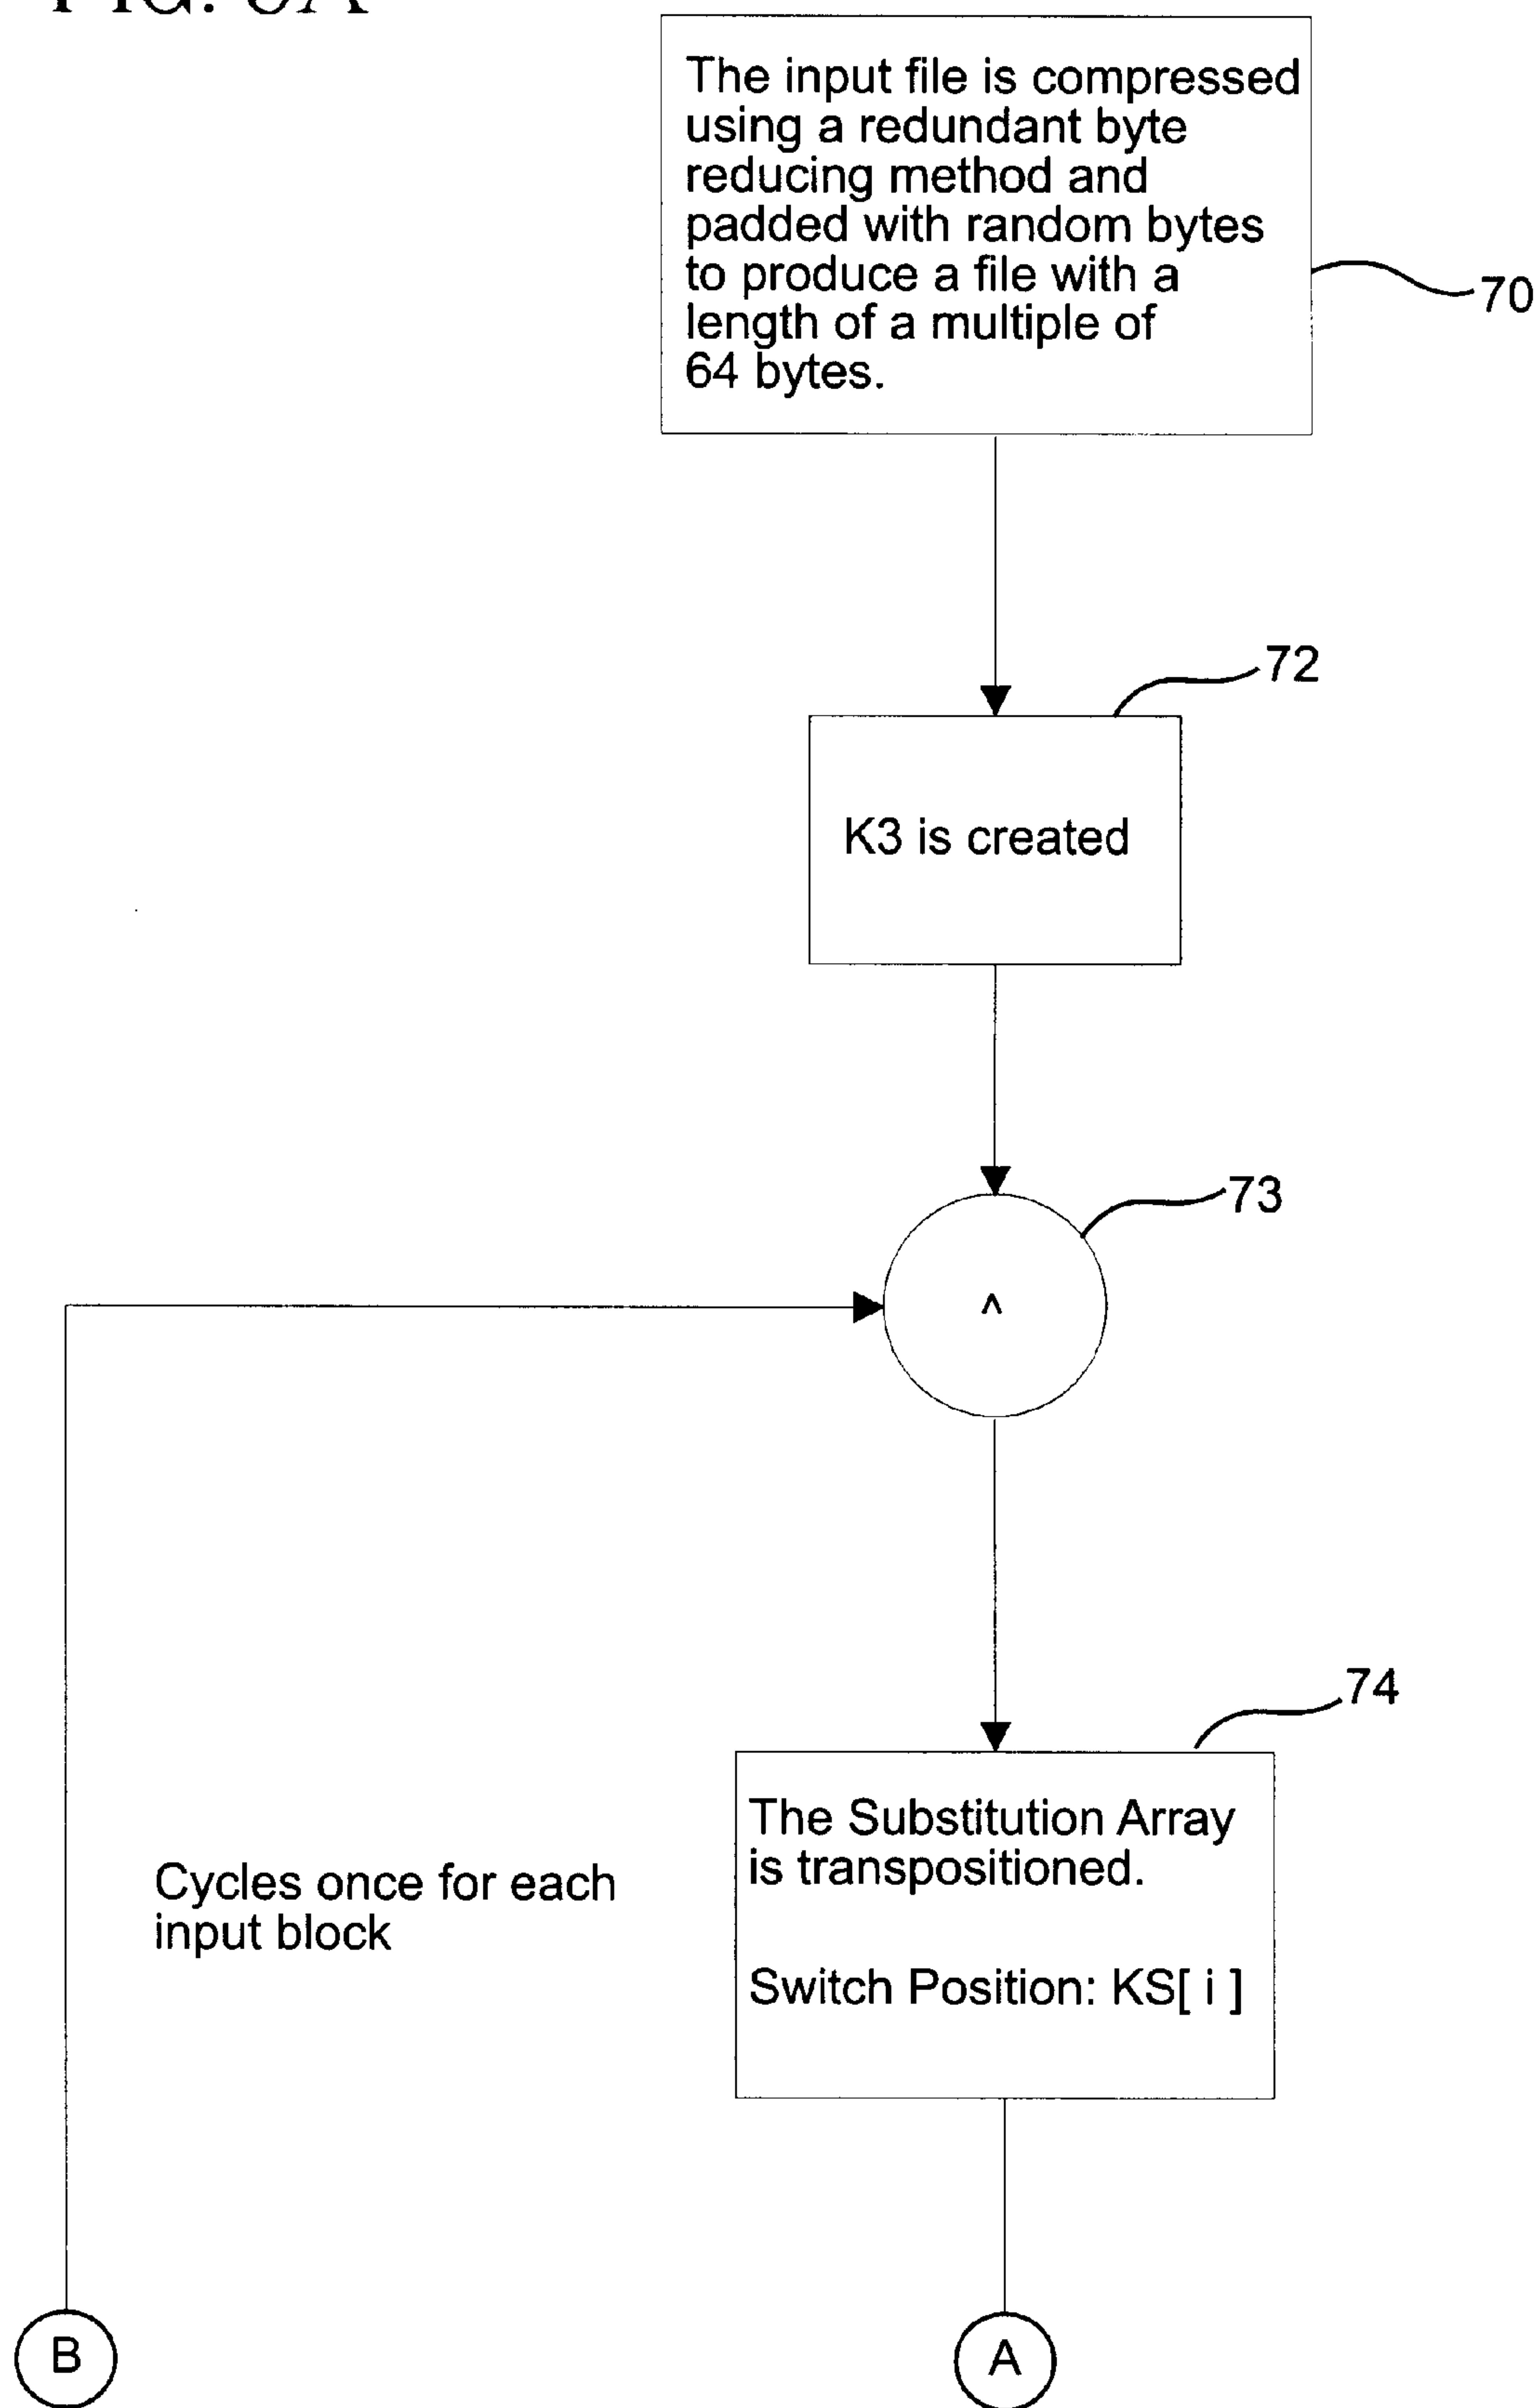 The input file is compressed
using a redundant byte
reducing method and
padded with random bytes
to produce a file with a
length of a multiple of
64 bytes.
70
72
K3 is created
73
^
74
The Substitution Array
is transpositioned.
Switch Position: KS[ i ]
Cycles once for each
input block
B
A